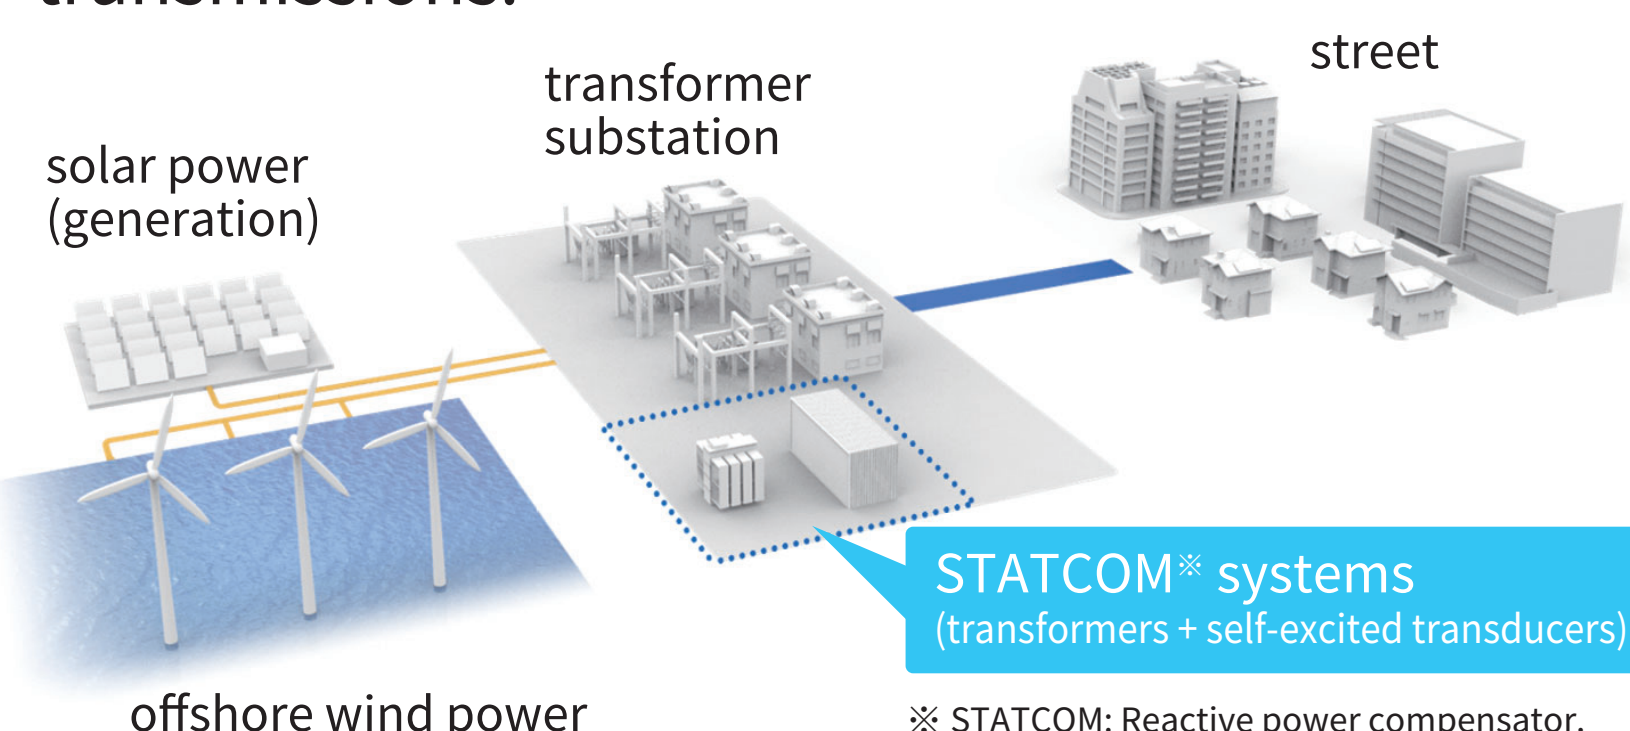 transmissions.
street
transformer
substation
solar power
(generation)
STATCOM※ systems
(transformers + self-excited transducers)
offshore wind power
※ STATCOM: Reactive power compensator.